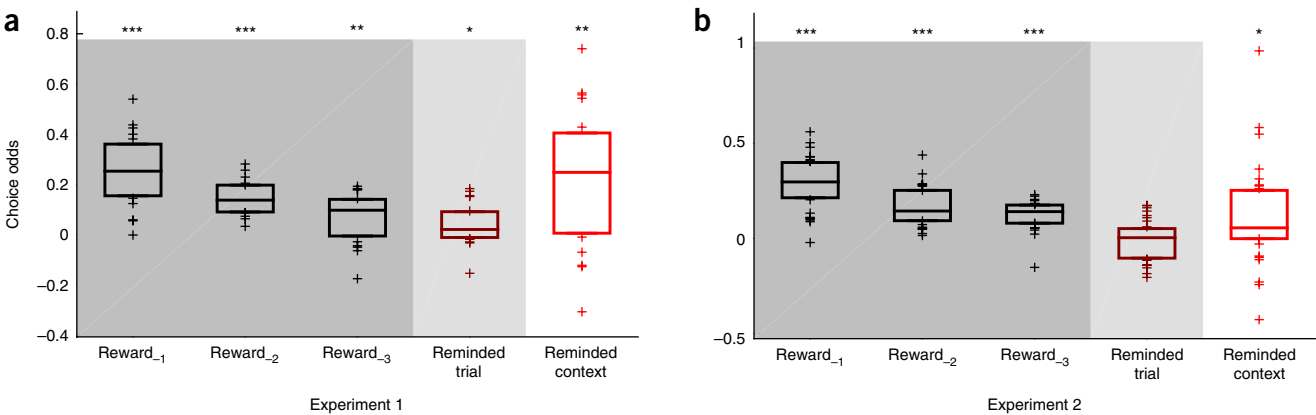 a
0.8
0.6
0.4
0.2
0
−0.2
−0.4
Choice odds
*** *** ** * **
Reward−1 Reward−2 Reward−3 Reminded trial Reminded context
Experiment 1
b
1
0.5
0
−0.5
*** *** *** *
Reward−1 Reward−2 Reward−3 Reminded trial Reminded context
Experiment 2